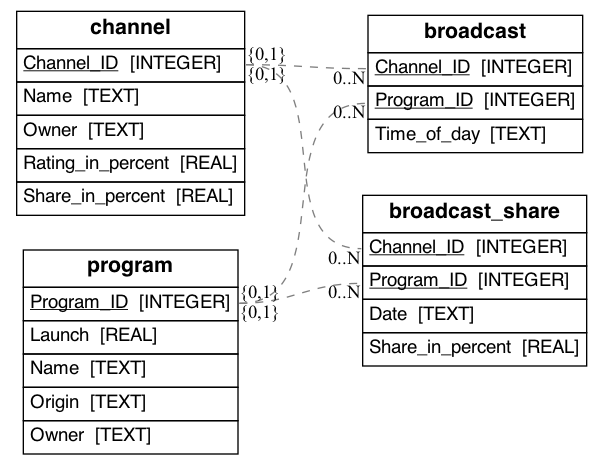 channel
Channel_ID [INTEGER]
Name [TEXT]
Owner [TEXT]
Rating_in_percent [REAL]
Share_in_percent [REAL]
{0,1}
{0,1}
broadcast
Channel_ID [INTEGER]
Program_ID [INTEGER]
Time_of_day [TEXT]
0..N
0..N
program
Program_ID [INTEGER]
Launch [REAL]
Name [TEXT]
Origin [TEXT]
Owner [TEXT]
{0,1}
{0,1}
broadcast_share
Channel_ID [INTEGER]
Program_ID [INTEGER]
Date [TEXT]
Share_in_percent [REAL]
0..N
0..N